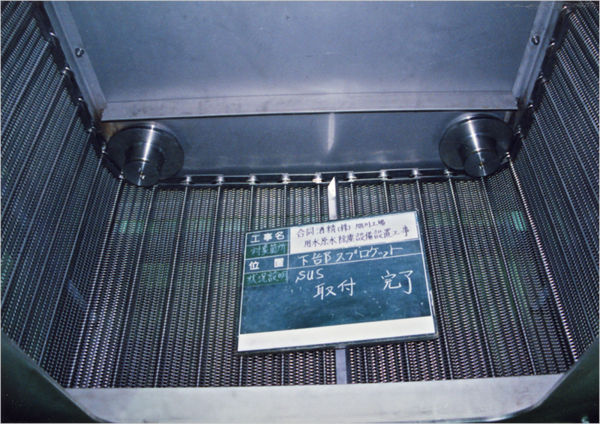 工事名 合同酒精(株) 旭川工場
用水原水除塵設備設置工事
対象箇所
位置 下部スプロケット
状況説明 SUS
取付 完了